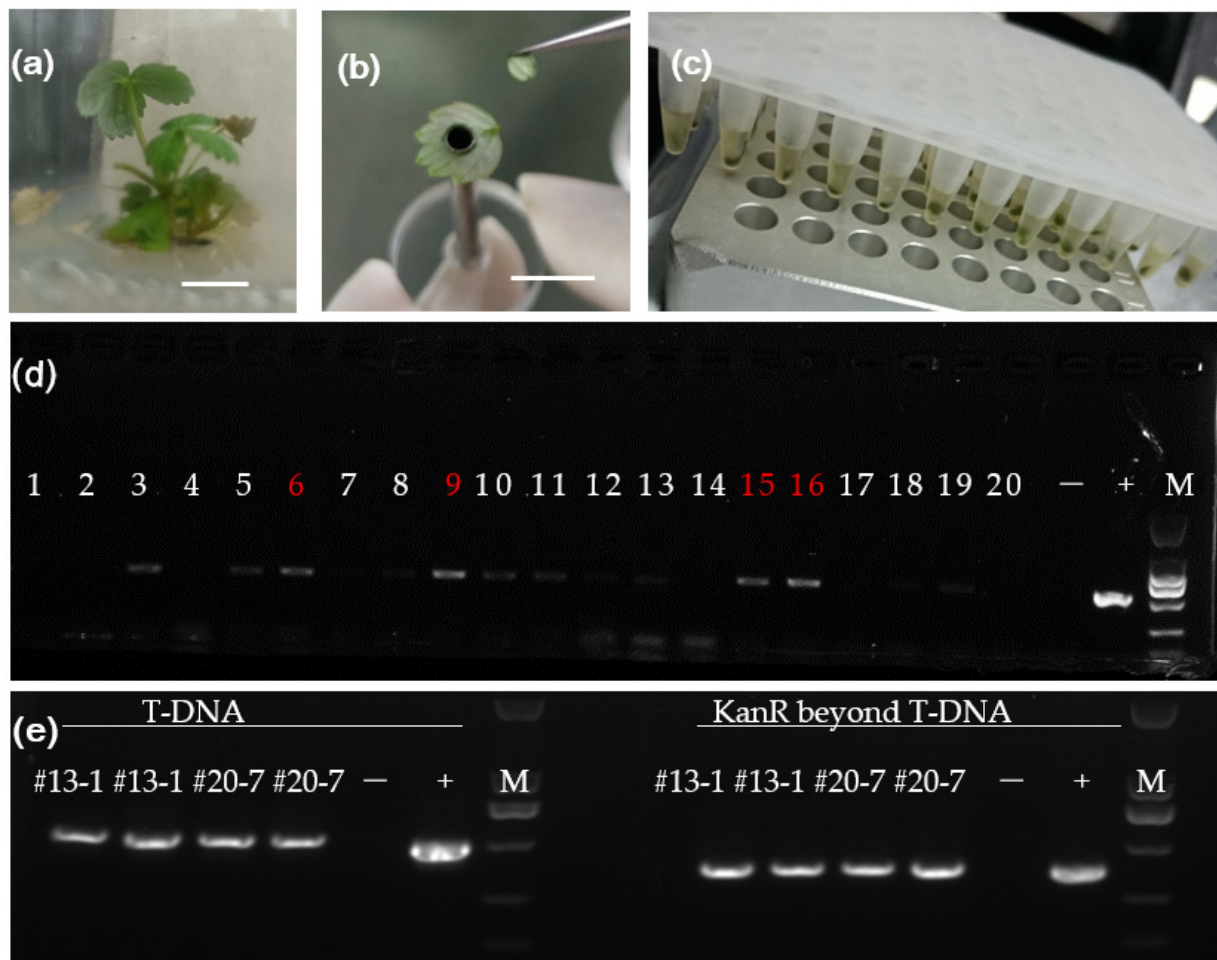 (a)
(b)
(c)
(d)
1 2 3 4 5 6 7 8 9 10 11 12 13 14 15 16 17 18 19 20 — + M
(e)
T-DNA
KanR beyond T-DNA
#13-1 #13-1 #20-7 #20-7 — + M
#13-1 #13-1 #20-7 #20-7 — + M